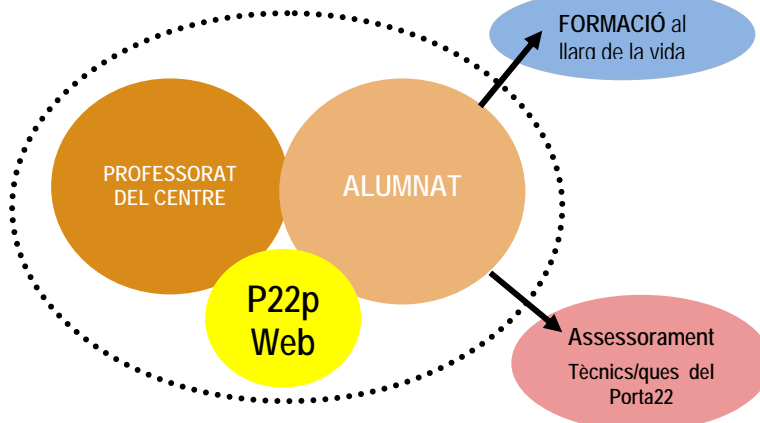 FORMACIÓ al
llarg de la vida
PROFESSORAT
DEL CENTRE
ALUMNAT
P22p
Web
Assessorament
Tècnics/ques del
Porta22